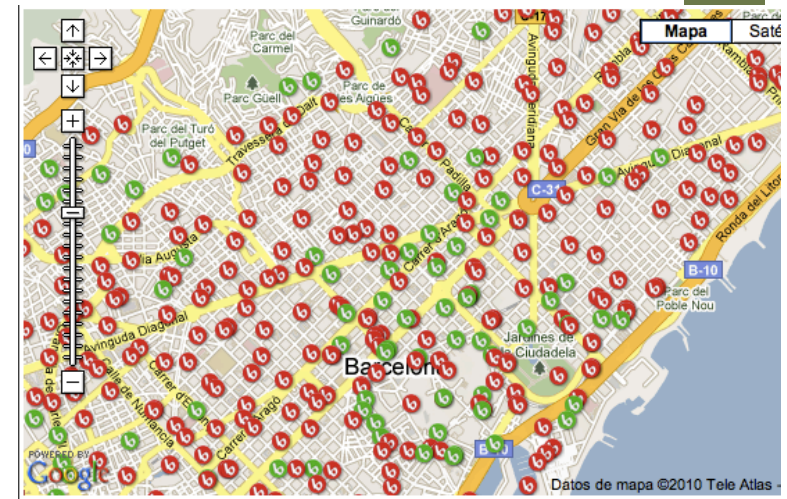 Guinardó
C-17
Mapa
Saté
Parc del
Carmel
Parc Güell
Parc de
les Aigües
Avinguda Meridiana
Rambla
Gran Via de les
Parc del Turó
del Putget
Travessera de Dalt
Padilla
Avinguda Diagonal
C-31
Carrer d'Aragó
Ronda del Litor
Via Augusta
B-10
Parc del
Poble Nou
Avinguda Diagonal
Jardines de
la Ciudadela
Barcelona
Calle de Numancia
Carrer d'E
Carrer d'Aragó
B-10
POWERED BY
Google
Datos de mapa ©2010 Tele Atlas -